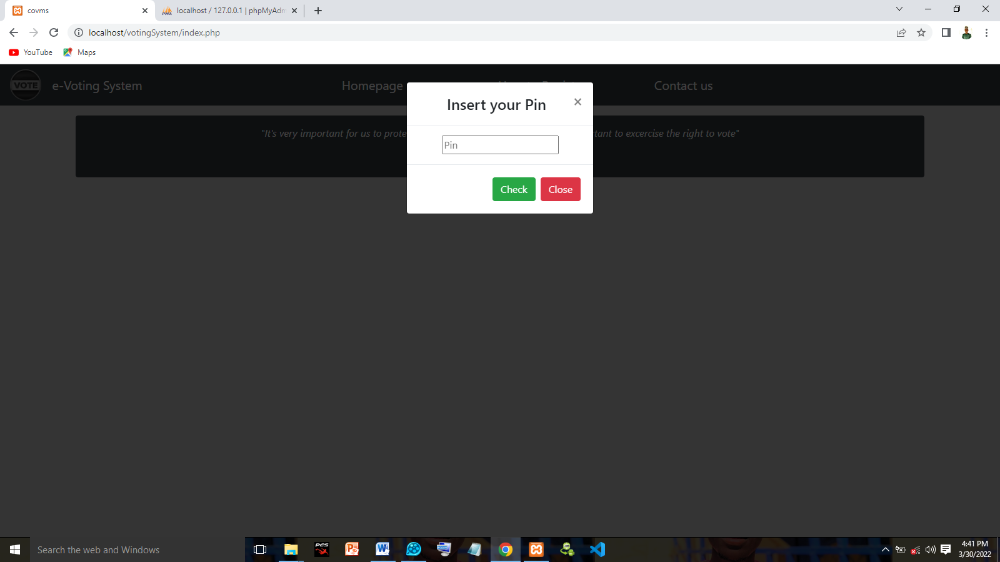 covms
localhost / 127.0.0.1 | phpMyAdm
localhost/votingSystem/index.php
YouTube
Maps
VOTE
e-Voting System
Homepage
Contact us
Insert your Pin
×
"It's very important for us to prote
tant to excercise the right to vote"
Pin
Check
Close
Search the web and Windows
4:41 PM
3/30/2022